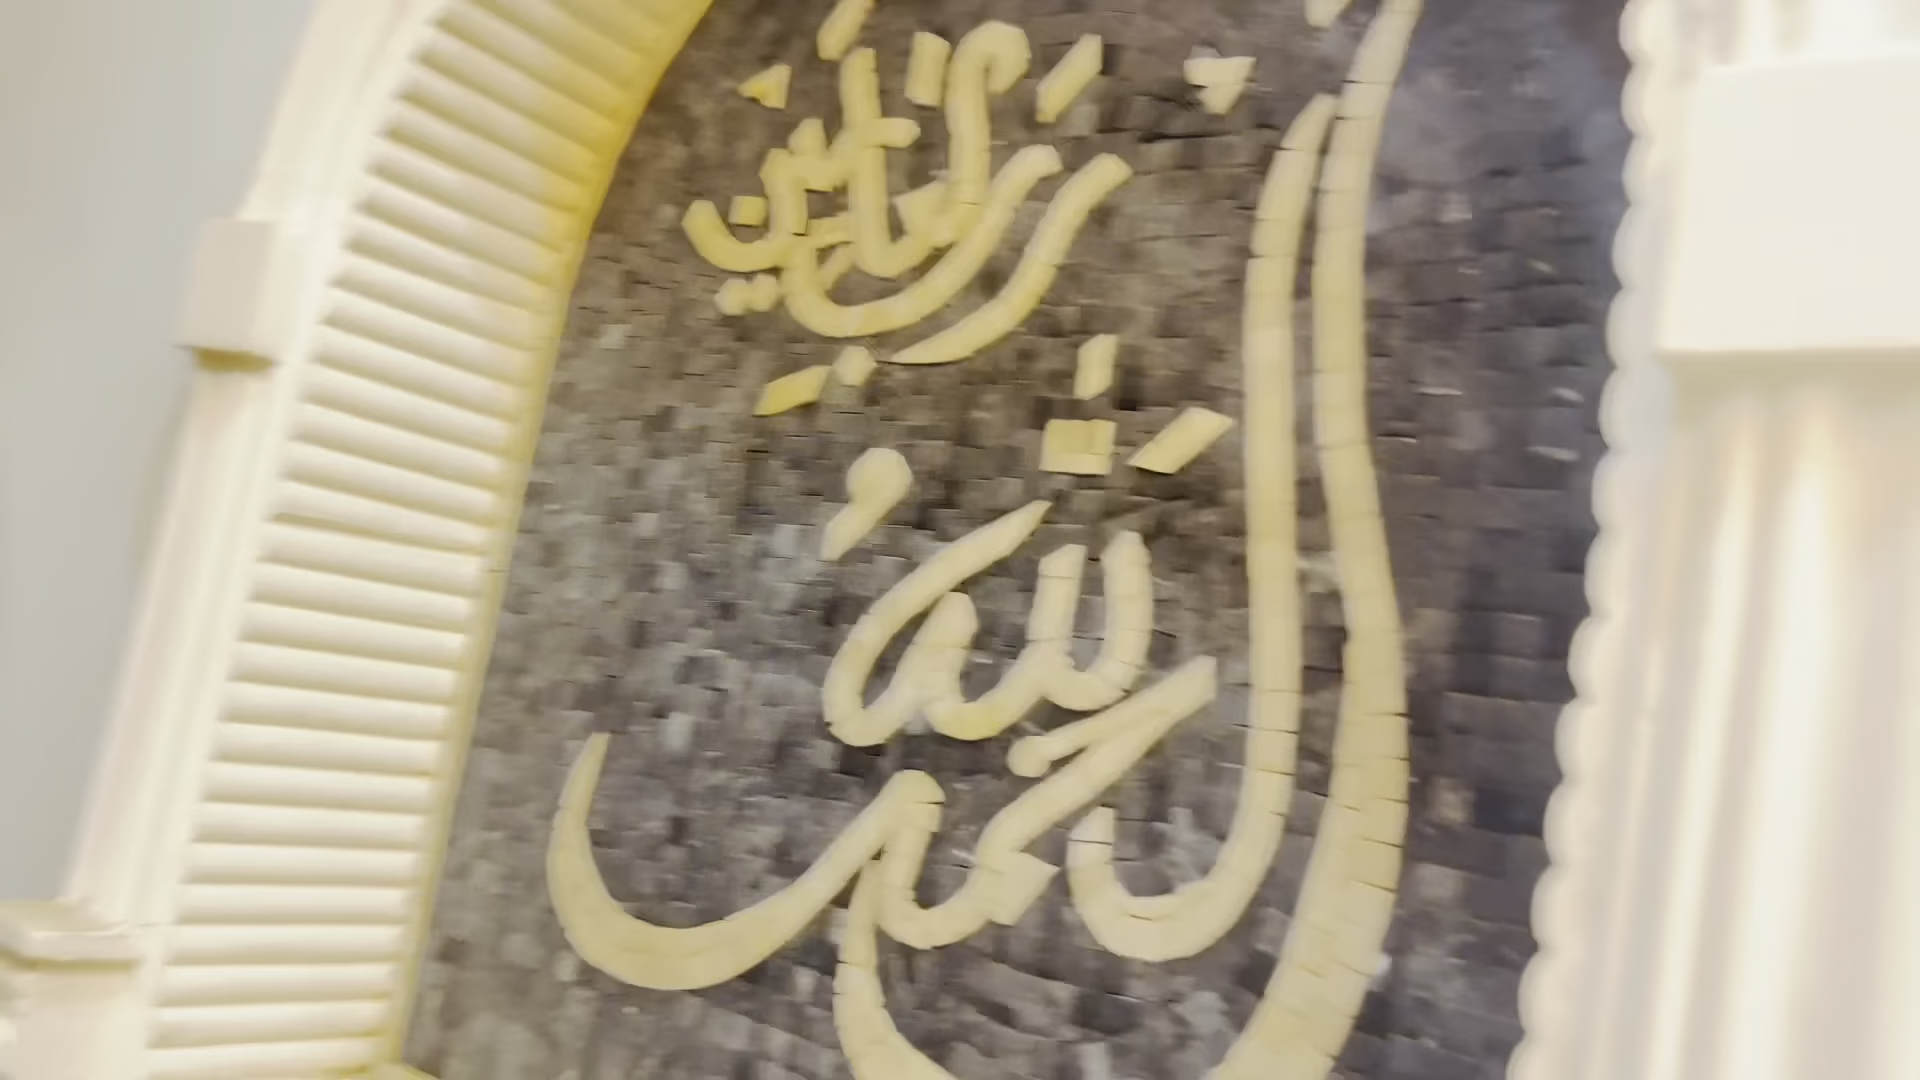 الحمد لله
رب العالمين